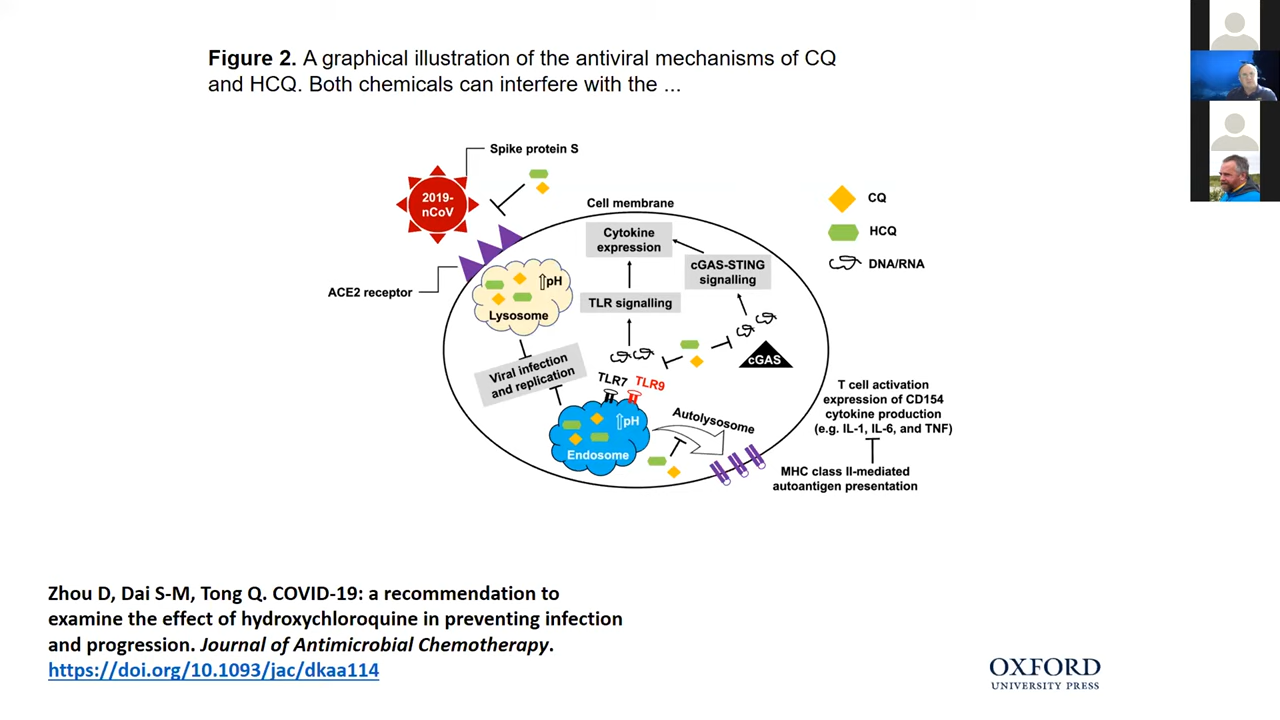 Figure 2. A graphical illustration of the antiviral mechanisms of CQ
and HCQ. Both chemicals can interfere with the ...
Spike protein S
2019-
nCoV
Cell membrane
Cytokine
expression
cGAS-STING
signalling
CQ
HCQ
DNA/RNA
ACE2 receptor
⇧pH
Lysosome
TLR signalling
Viral infection
and replication
cGAS
TLR7
TLR9
⇧pH
Endosome
Autolysosome
T cell activation
expression of CD154
cytokine production
(e.g. IL-1, IL-6, and TNF)
MHC class II-mediated
autoantigen presentation
Zhou D, Dai S-M, Tong Q. COVID-19: a recommendation to
examine the effect of hydroxychloroquine in preventing infection
and progression. Journal of Antimicrobial Chemotherapy.
https://doi.org/10.1093/jac/dkaa114
OXFORD
UNIVERSITY PRESS